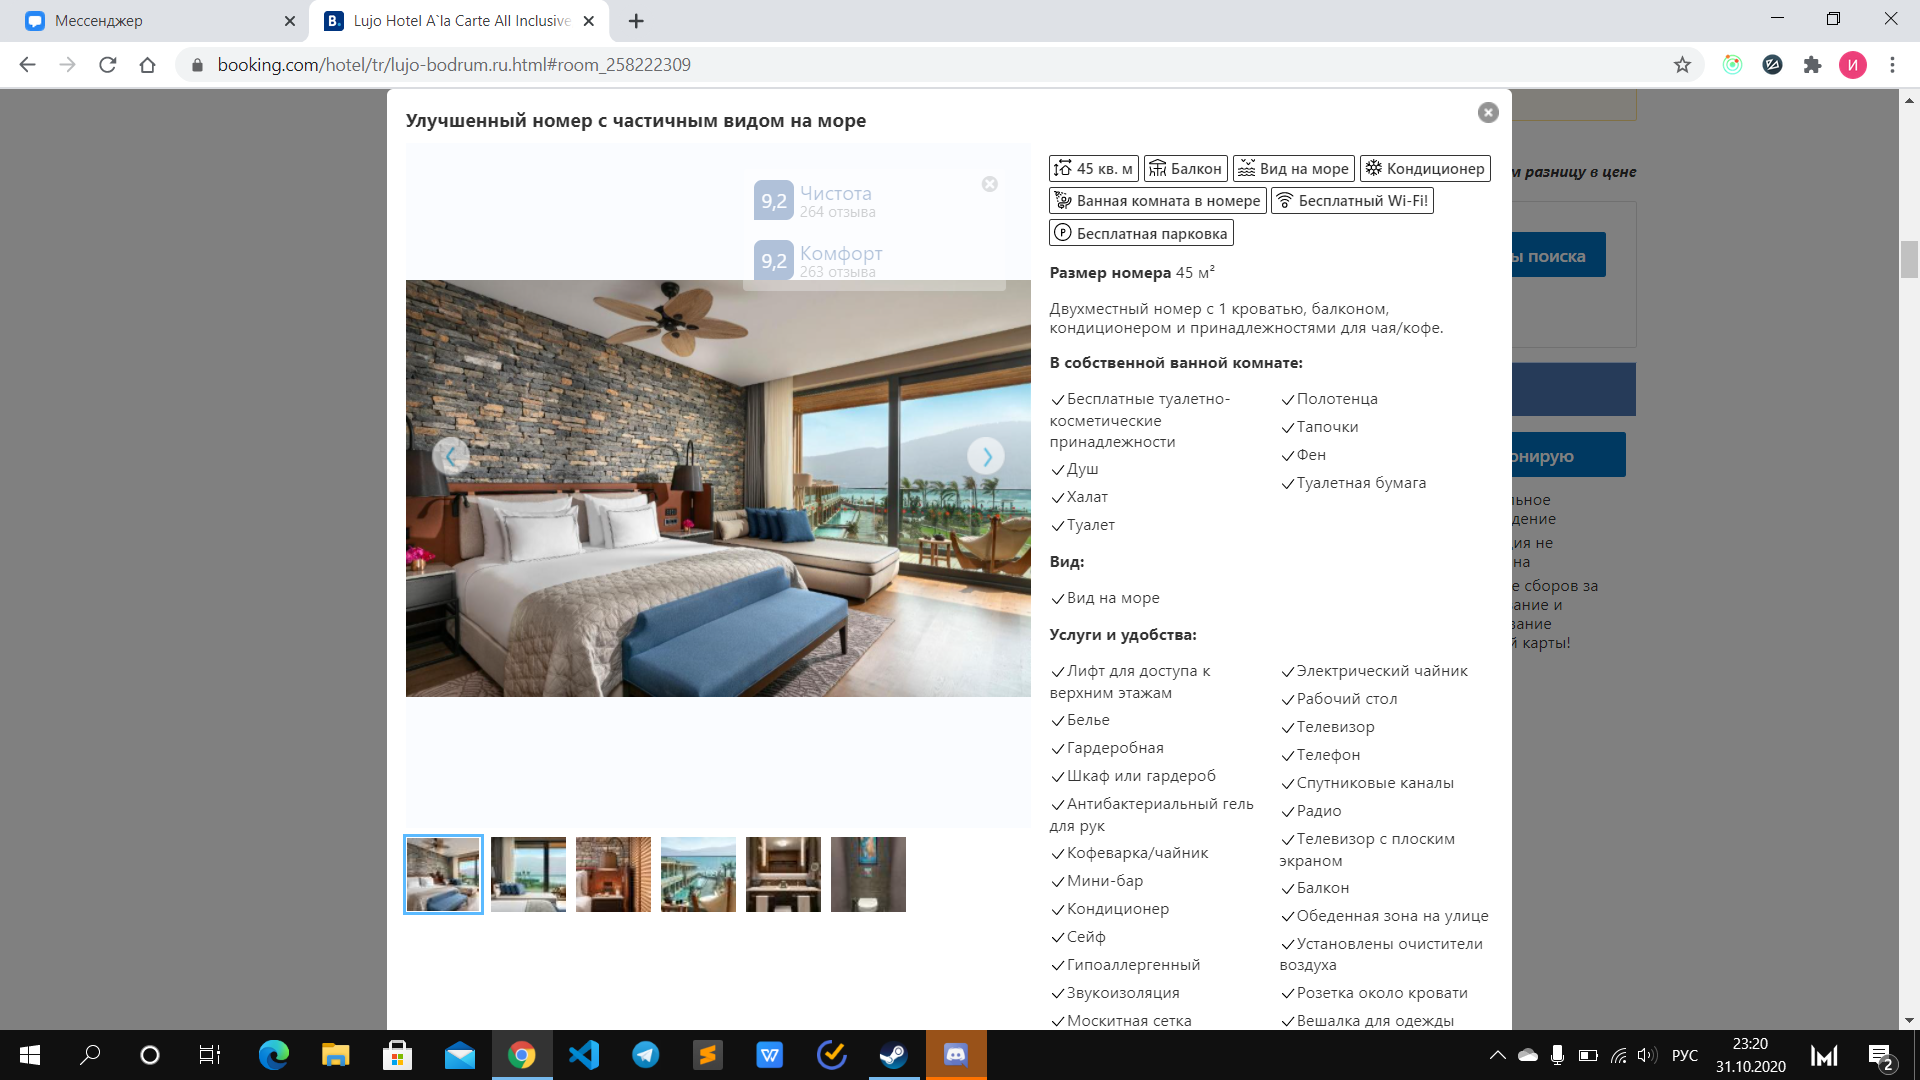 Мессенджер
B.
Lujo Hotel A`la Carte All Inclusive
booking.com/hotel/tr/lujo-bodrum.ru.html#room_258222309
И
Улучшенный номер с частичным видом на море
9,2
Чистота
264 отзыва
9,2
Комфорт
263 отзыва
45 кв. м
Балкон
Вид на море
Кондиционер
Ванная комната в номере
Бесплатный Wi-Fi!
P
Бесплатная парковка
Размер номера 45 м²
Двухместный номер с 1 кроватью, балконом,
кондиционером и принадлежностями для чая/кофе.
В собственной ванной комнате:
Бесплатные туалетно-
косметические
принадлежности
Душ
Халат
Туалет
Полотенца
Тапочки
Фен
Туалетная бумага
Вид:
Вид на море
Услуги и удобства:
Лифт для доступа к
верхним этажам
Белье
Гардеробная
Шкаф или гардероб
Антибактериальный гель
для рук
Кофеварка/чайник
Мини-бар
Кондиционер
Сейф
Гипоаллергенный
Звукоизоляция
Москитная сетка
Электрический чайник
Рабочий стол
Телевизор
Телефон
Спутниковые каналы
Радио
Телевизор с плоским
экраном
Балкон
Обеденная зона на улице
Установлены очистители
воздуха
Розетка около кровати
Вешалка для одежды
м разницу в цене
ы поиска
онирую
льное
дение
ия не
на
е сборов за
ание и
вание
й карты!
РУС
23:20
31.10.2020
2